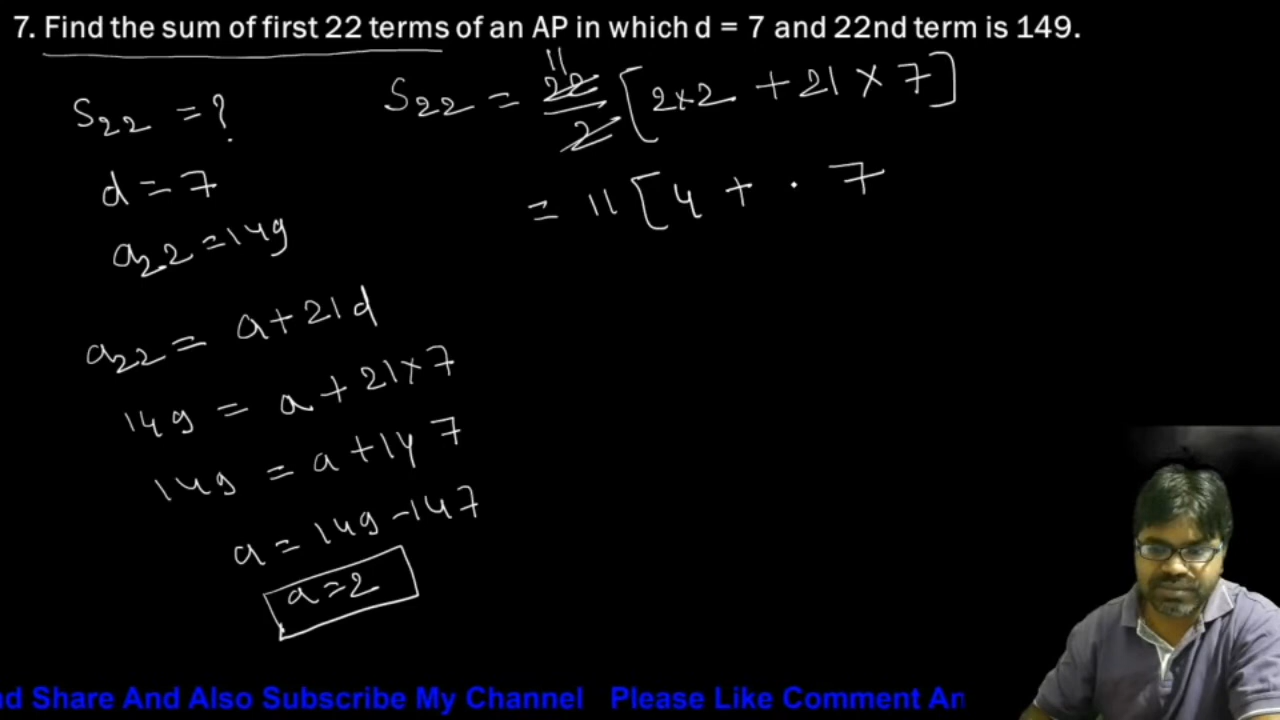 7. Find the sum of first 22 terms of an AP in which d = 7 and 22nd term is 149.
S22 = ?
d = 7
a22 = 149
a22 = a + 21d
149 = a + 21 × 7
149 = a + 147
a = 149 - 147
a = 2
S22 = 11 22/2 [2×2 + 21 × 7]
= 11 [4 + · 7
nd Share And Also Subscribe My Channel Please Like Comment An